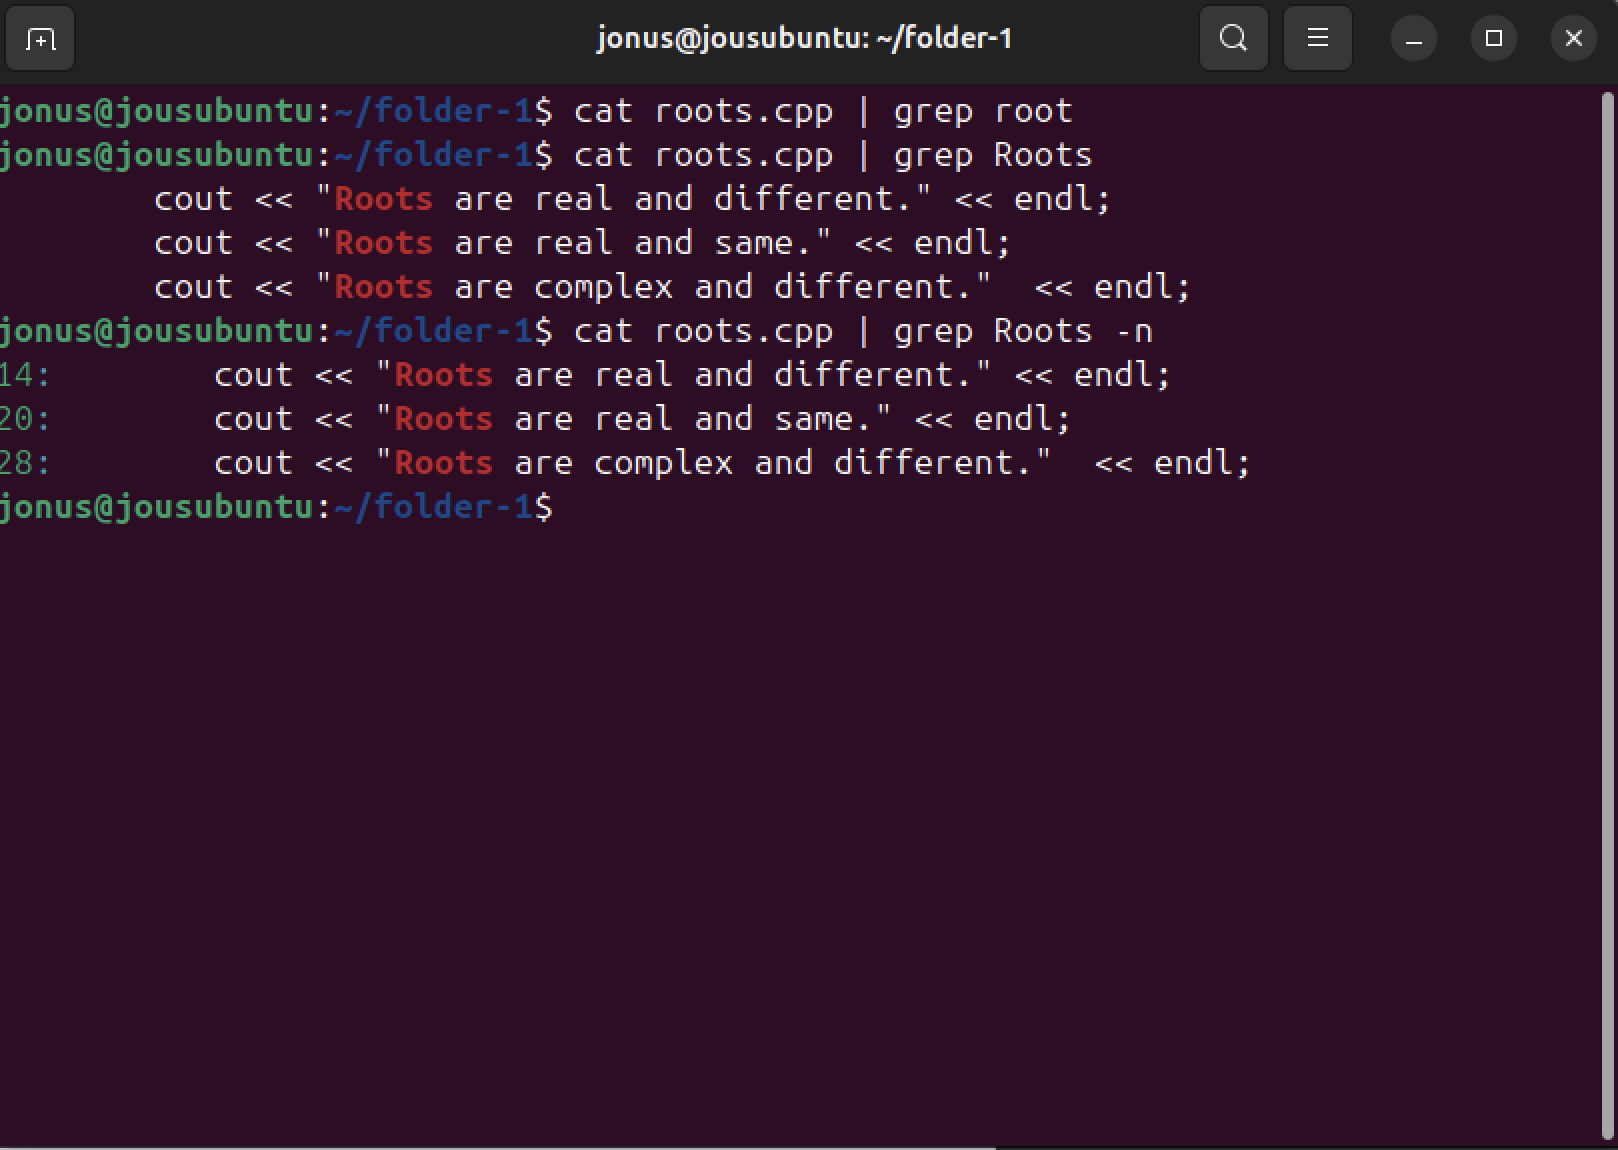 jonus@jousubuntu: ~/folder-1
jonus@jousubuntu:~/folder-1$ cat roots.cpp | grep root
jonus@jousubuntu:~/folder-1$ cat roots.cpp | grep Roots
        cout << "Roots are real and different." << endl;
        cout << "Roots are real and same." << endl;
        cout << "Roots are complex and different."  << endl;
jonus@jousubuntu:~/folder-1$ cat roots.cpp | grep Roots -n
14:        cout << "Roots are real and different." << endl;
20:        cout << "Roots are real and same." << endl;
28:        cout << "Roots are complex and different."  << endl;
jonus@jousubuntu:~/folder-1$